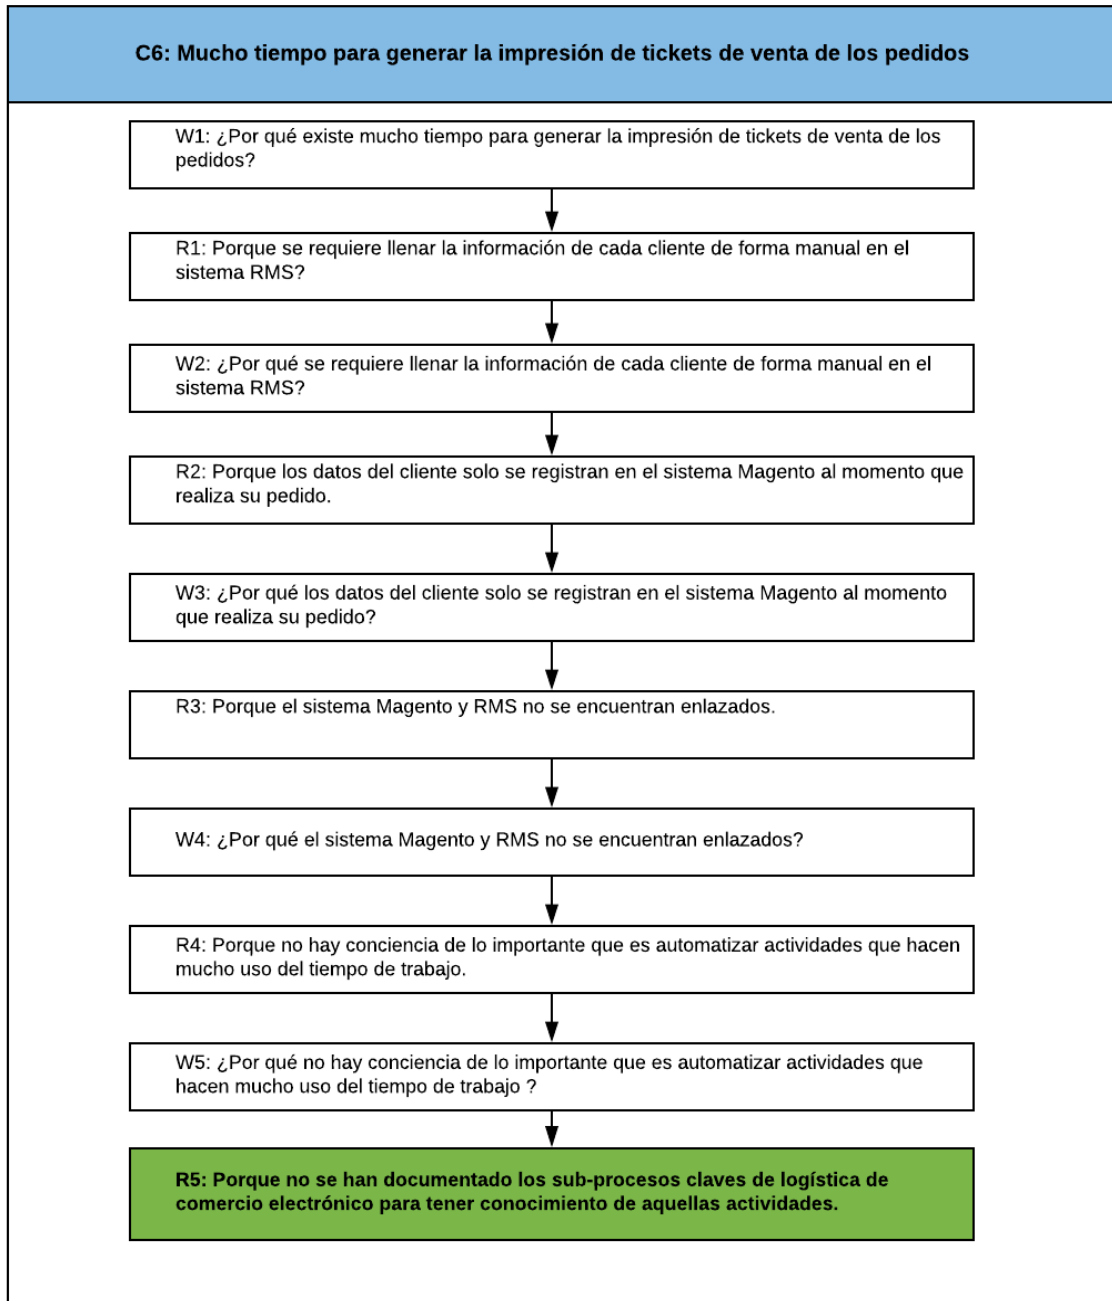 C6: Mucho tiempo para generar la impresión de tickets de venta de los pedidos
W1: ¿Por qué existe mucho tiempo para generar la impresión de tickets de venta de los
pedidos?
R1: Porque se requiere llenar la información de cada cliente de forma manual en el
sistema RMS?
W2: ¿Por qué se requiere llenar la información de cada cliente de forma manual en el
sistema RMS?
R2: Porque los datos del cliente solo se registran en el sistema Magento al momento que
realiza su pedido.
W3: ¿Por qué los datos del cliente solo se registran en el sistema Magento al momento
que realiza su pedido?
R3: Porque el sistema Magento y RMS no se encuentran enlazados.
W4: ¿Por qué el sistema Magento y RMS no se encuentran enlazados?
R4: Porque no hay conciencia de lo importante que es automatizar actividades que hacen
mucho uso del tiempo de trabajo.
W5: ¿Por qué no hay conciencia de lo importante que es automatizar actividades que
hacen mucho uso del tiempo de trabajo ?
R5: Porque no se han documentado los sub-procesos claves de logística de
comercio electrónico para tener conocimiento de aquellas actividades.